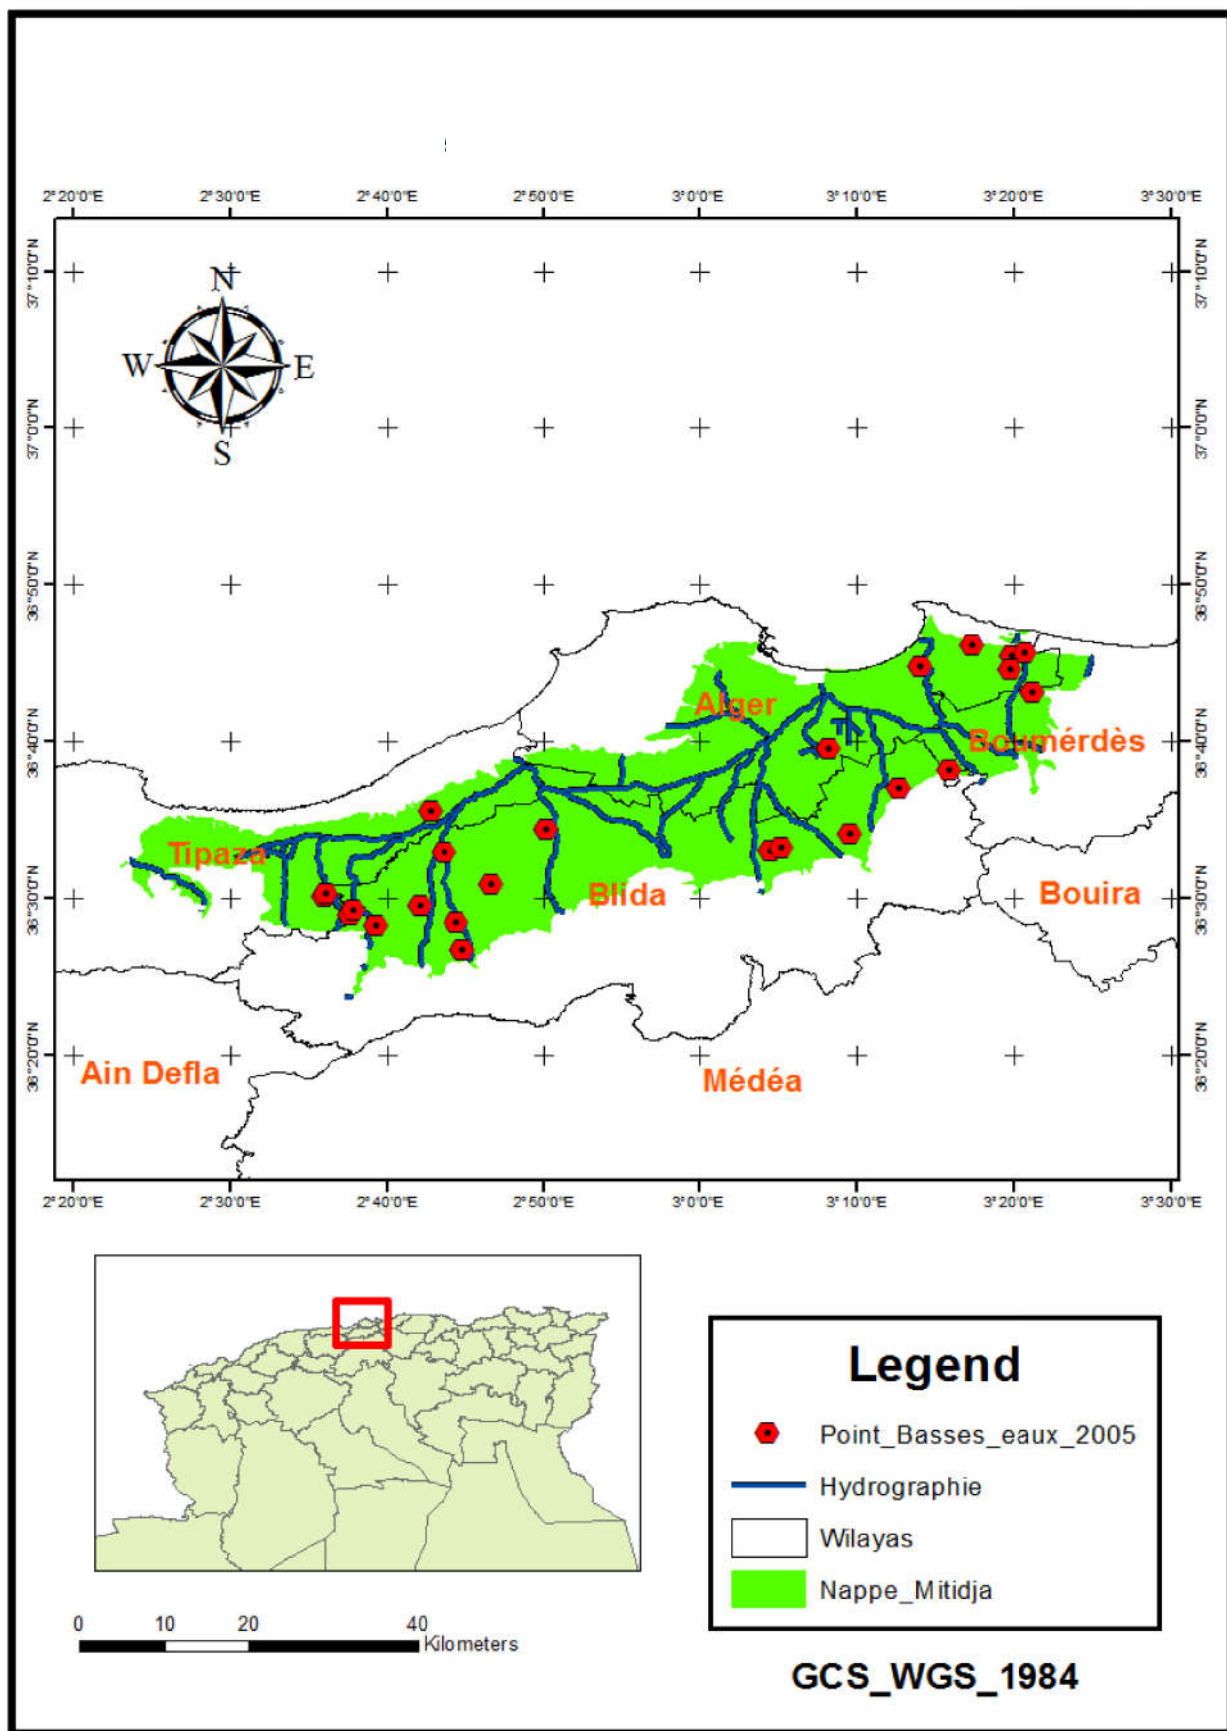 2°20'0"E 2°30'0"E 2°40'0"E 2°50'0"E 3°0'0"E 3°10'0"E 3°20'0"E 3°30'0"E
37°10'0"N 37°10'0"N
N
W E
S
37°0'0"N 37°0'0"N
36°50'0"N 36°50'0"N
Alger
36°40'0"N Boumérdès 36°40'0"N
Tipaza
36°30'0"N Blida Bouira 36°30'0"N
36°20'0"N 36°20'0"N
Ain Defla Médéa
2°20'0"E 2°30'0"E 2°40'0"E 2°50'0"E 3°0'0"E 3°10'0"E 3°20'0"E 3°30'0"E
Legend
Point_Basses_eaux_2005
Hydrographie
Wilayas
Nappe_Mitidja
0 10 20 40
Kilometers
GCS_WGS_1984